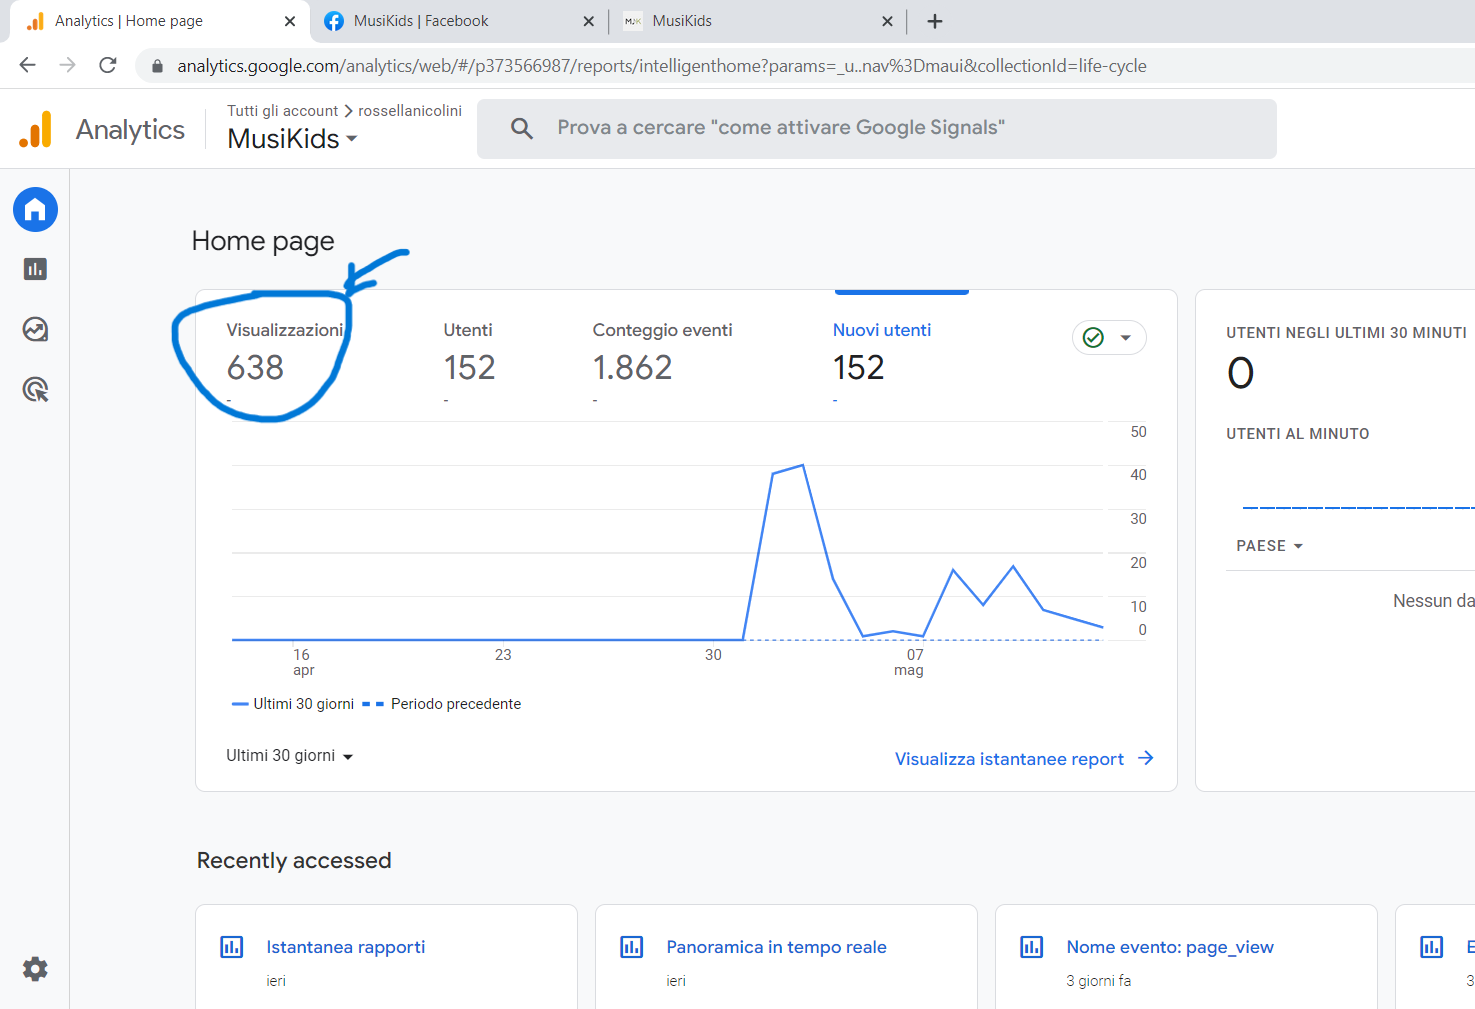 Analytics | Home page
MusiKids | Facebook
MusiKids
analytics.google.com/analytics/web/#/p373566987/reports/intelligenthome?params=_u..nav%3Dmaui&collectionId=life-cycle
Analytics
Tutti gli account > rossellanicolini
MusiKids
Prova a cercare "come attivare Google Signals"
Home page
Visualizzazioni
638
-
Utenti
152
-
Conteggio eventi
1.862
-
Nuovi utenti
152
-
50
40
30
20
10
0
16
apr
23
30
07
mag
Ultimi 30 giorni
Periodo precedente
Ultimi 30 giorni
Visualizza istantanee report
UTENTI NEGLI ULTIMI 30 MINUTI
0
UTENTI AL MINUTO
PAESE
Nessun da
Recently accessed
Istantanea rapporti
ieri
Panoramica in tempo reale
ieri
Nome evento: page_view
3 giorni fa
E
3